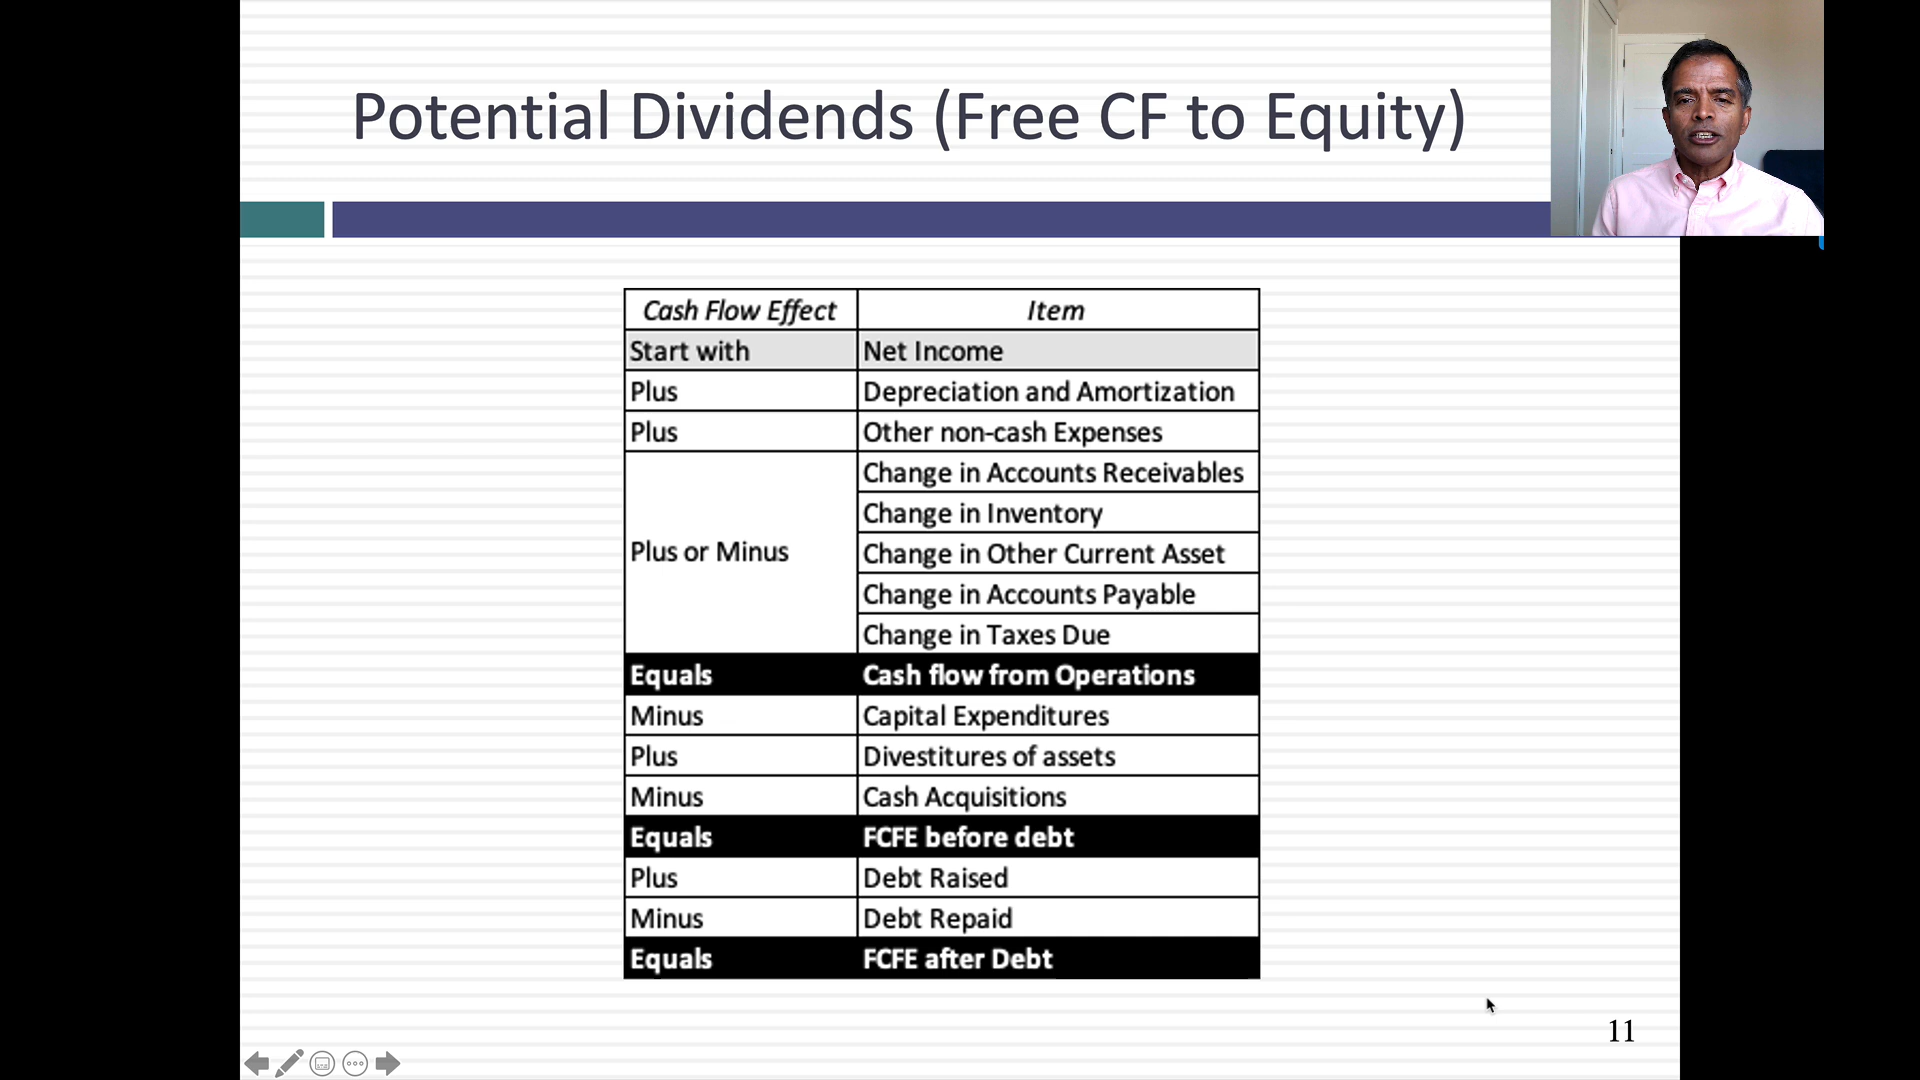 Potential Dividends (Free CF to Equity)
Cash Flow Effect Item
Start with Net Income
Plus Depreciation and Amortization
Plus Other non-cash Expenses
Plus or Minus Change in Accounts Receivables
Change in Inventory
Change in Other Current Asset
Change in Accounts Payable
Change in Taxes Due
Equals Cash flow from Operations
Minus Capital Expenditures
Plus Divestitures of assets
Minus Cash Acquisitions
Equals FCFE before debt
Plus Debt Raised
Minus Debt Repaid
Equals FCFE after Debt
11